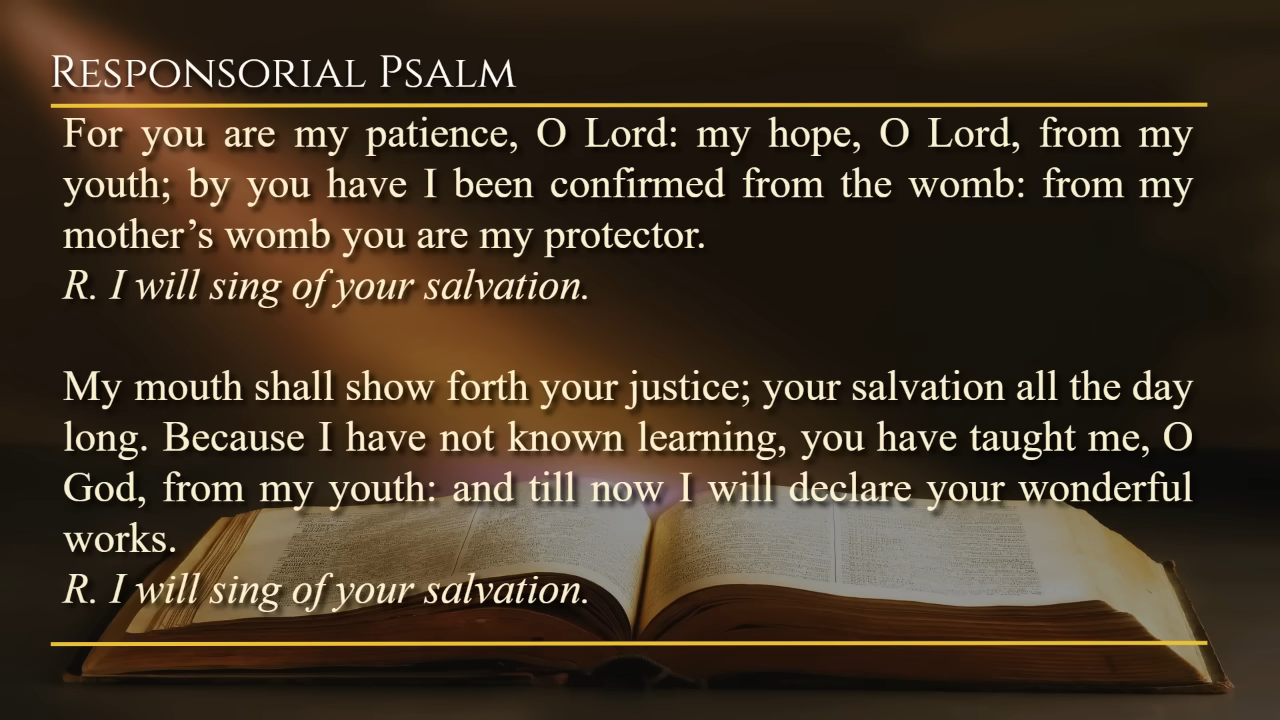 Responsorial Psalm
For you are my patience, O Lord: my hope, O Lord, from my
youth; by you have I been confirmed from the womb: from my
mother’s womb you are my protector.
R. I will sing of your salvation.
My mouth shall show forth your justice; your salvation all the day
long. Because I have not known learning, you have taught me, O
God, from my youth: and till now I will declare your wonderful
works.
R. I will sing of your salvation.